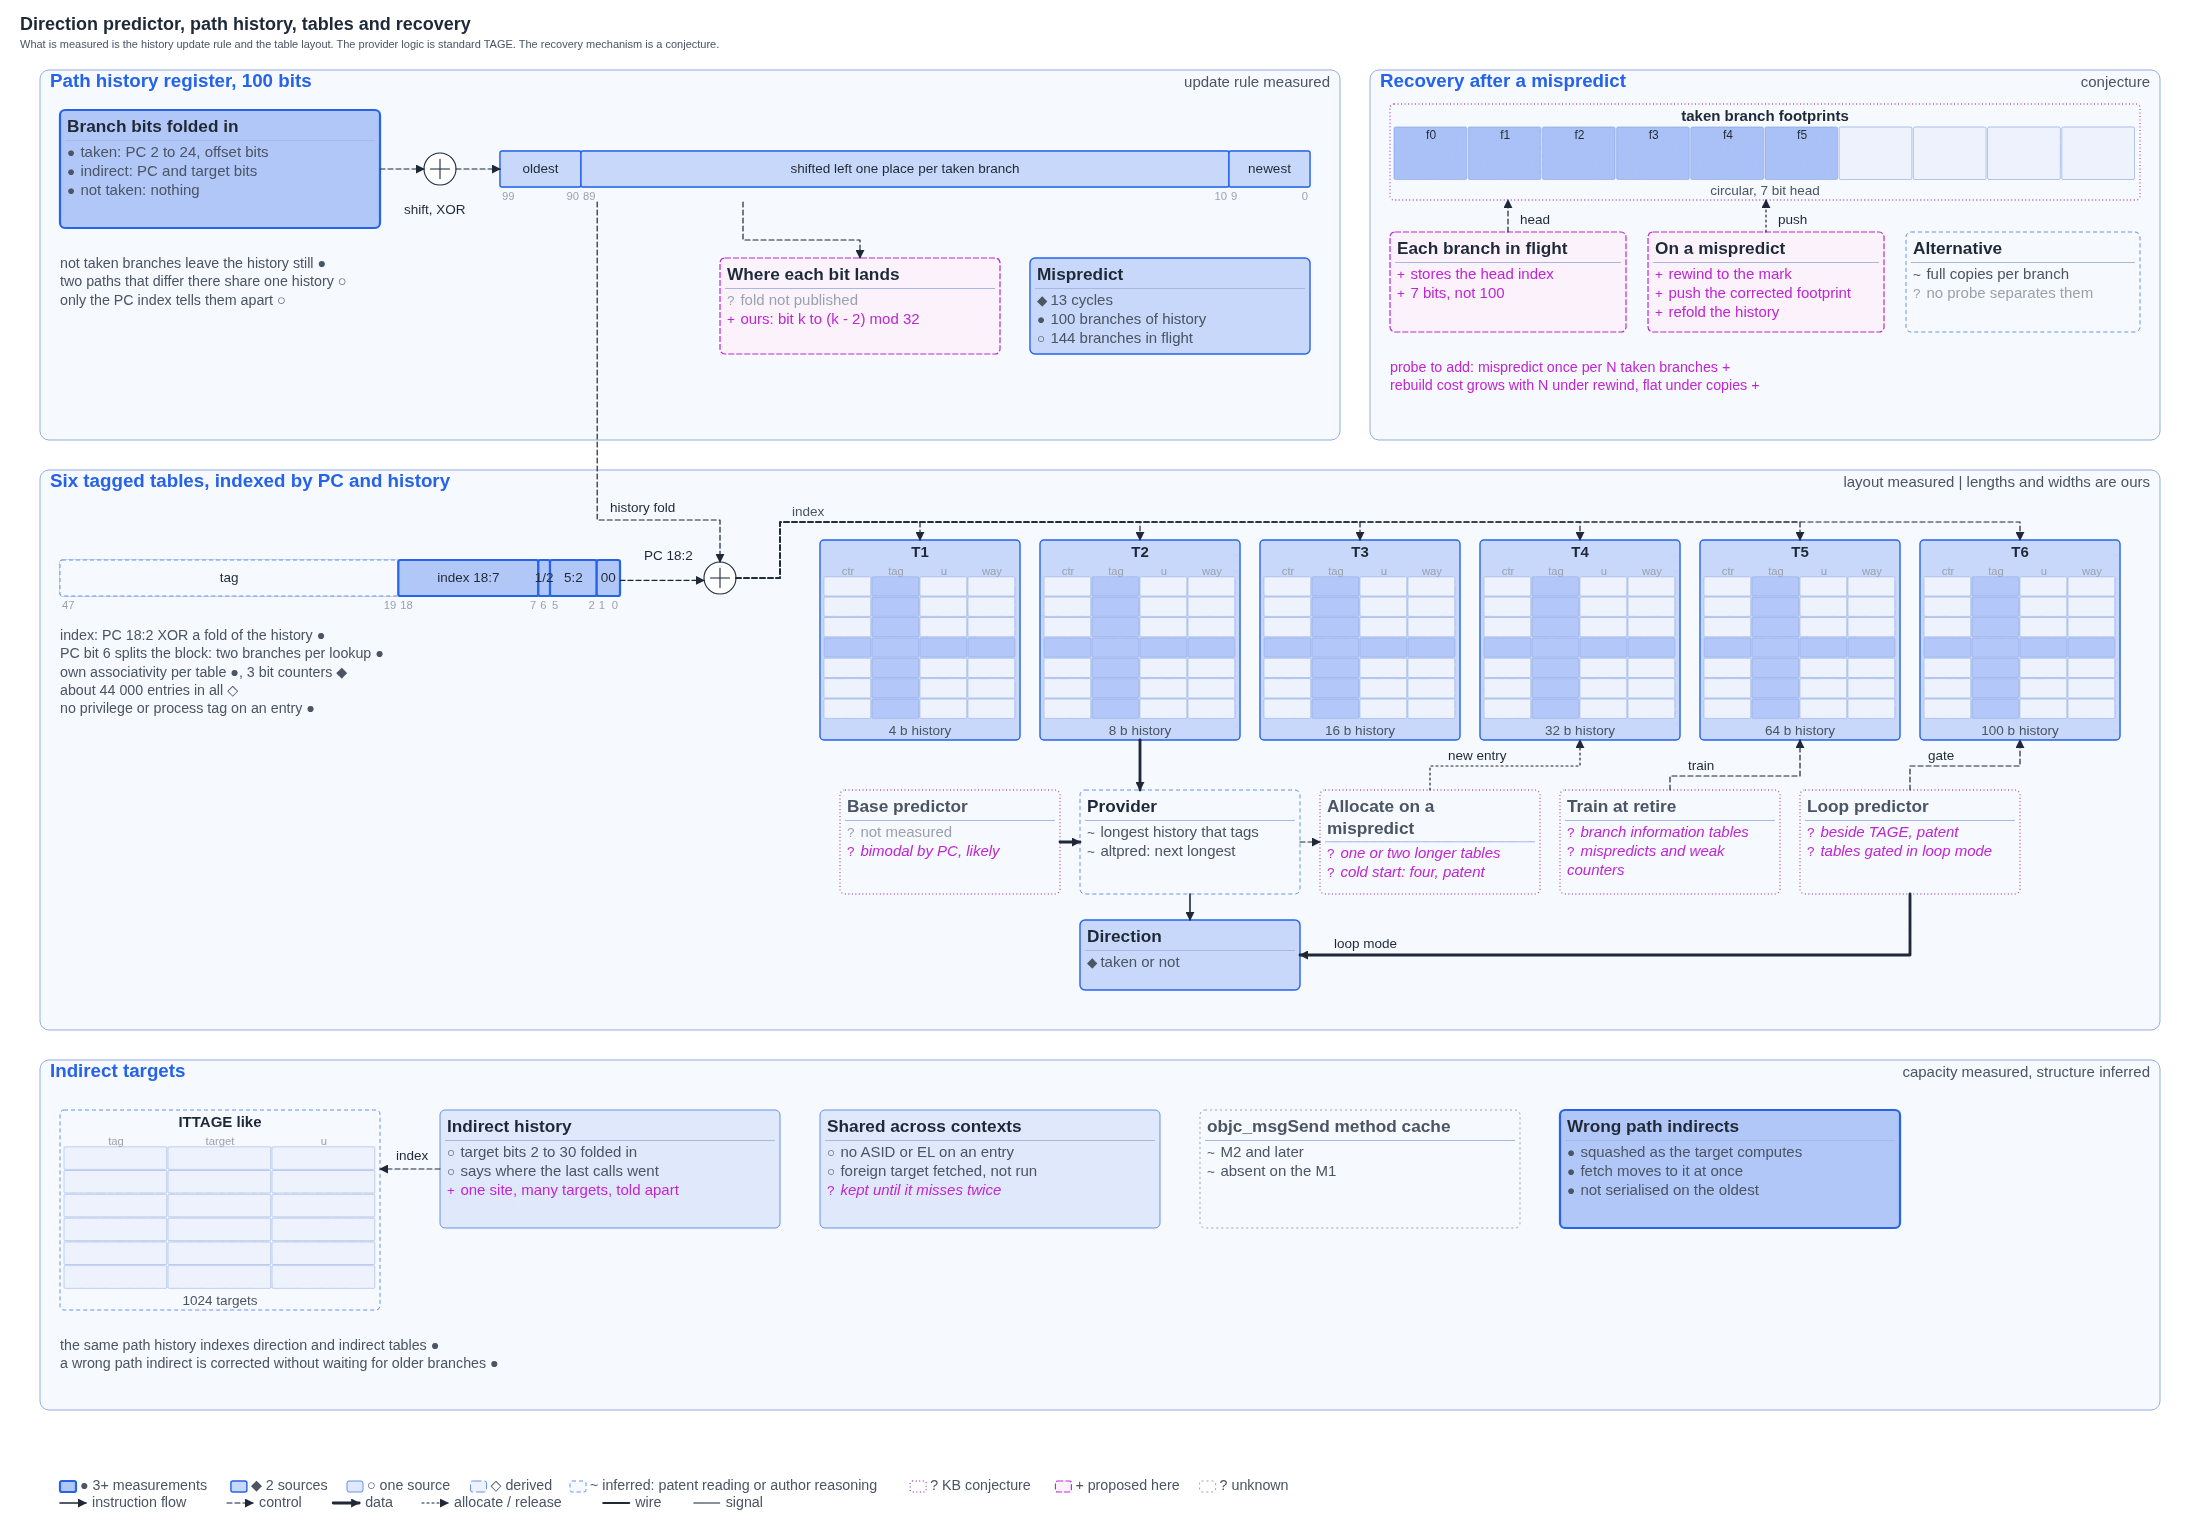 Direction predictor, path history, tables and recovery
What is measured is the history update rule and the table layout. The provider logic is standard TAGE. The recovery mechanism is a conjecture.
Path history register, 100 bits
update rule measured
Branch bits folded in
● taken: PC 2 to 24, offset bits
● indirect: PC and target bits
● not taken: nothing
shift, XOR
oldest
shifted left one place per taken branch
newest
99 90 89 10 9 0
not taken branches leave the history still ●
two paths that differ there share one history ○
only the PC index tells them apart ○
Where each bit lands
? fold not published
+ ours: bit k to (k - 2) mod 32
Mispredict
◆ 13 cycles
● 100 branches of history
○ 144 branches in flight
Recovery after a mispredict
conjecture
taken branch footprints
f0 f1 f2 f3 f4 f5
circular, 7 bit head
head
push
Each branch in flight
+ stores the head index
+ 7 bits, not 100
On a mispredict
+ rewind to the mark
+ push the corrected footprint
+ refold the history
Alternative
~ full copies per branch
? no probe separates them
probe to add: mispredict once per N taken branches +
rebuild cost grows with N under rewind, flat under copies +
Six tagged tables, indexed by PC and history
layout measured | lengths and widths are ours
history fold
index
PC 18:2
tag
index 18:7
1/2
5:2
00
47 19 18 7 6 5 2 1 0
index: PC 18:2 XOR a fold of the history ●
PC bit 6 splits the block: two branches per lookup ●
own associativity per table ●, 3 bit counters ◆
about 44 000 entries in all ◇
no privilege or process tag on an entry ●
T1
ctr tag u way
4 b history
T2
ctr tag u way
8 b history
T3
ctr tag u way
16 b history
T4
ctr tag u way
32 b history
T5
ctr tag u way
64 b history
T6
ctr tag u way
100 b history
new entry
train
gate
Base predictor
? not measured
? bimodal by PC, likely
Provider
~ longest history that tags
~ altpred: next longest
Allocate on a
mispredict
? one or two longer tables
? cold start: four, patent
Train at retire
? branch information tables
? mispredicts and weak
counters
Loop predictor
? beside TAGE, patent
? tables gated in loop mode
Direction
◆ taken or not
loop mode
Indirect targets
capacity measured, structure inferred
ITTAGE like
tag target u
1024 targets
index
Indirect history
○ target bits 2 to 30 folded in
○ says where the last calls went
+ one site, many targets, told apart
Shared across contexts
○ no ASID or EL on an entry
○ foreign target fetched, not run
? kept until it misses twice
objc_msgSend method cache
~ M2 and later
~ absent on the M1
Wrong path indirects
● squashed as the target computes
● fetch moves to it at once
● not serialised on the oldest
the same path history indexes direction and indirect tables ●
a wrong path indirect is corrected without waiting for older branches ●
● 3+ measurements ◆ 2 sources ○ one source ◇ derived ~ inferred: patent reading or author reasoning ? KB conjecture + proposed here ? unknown
instruction flow control data allocate / release wire signal